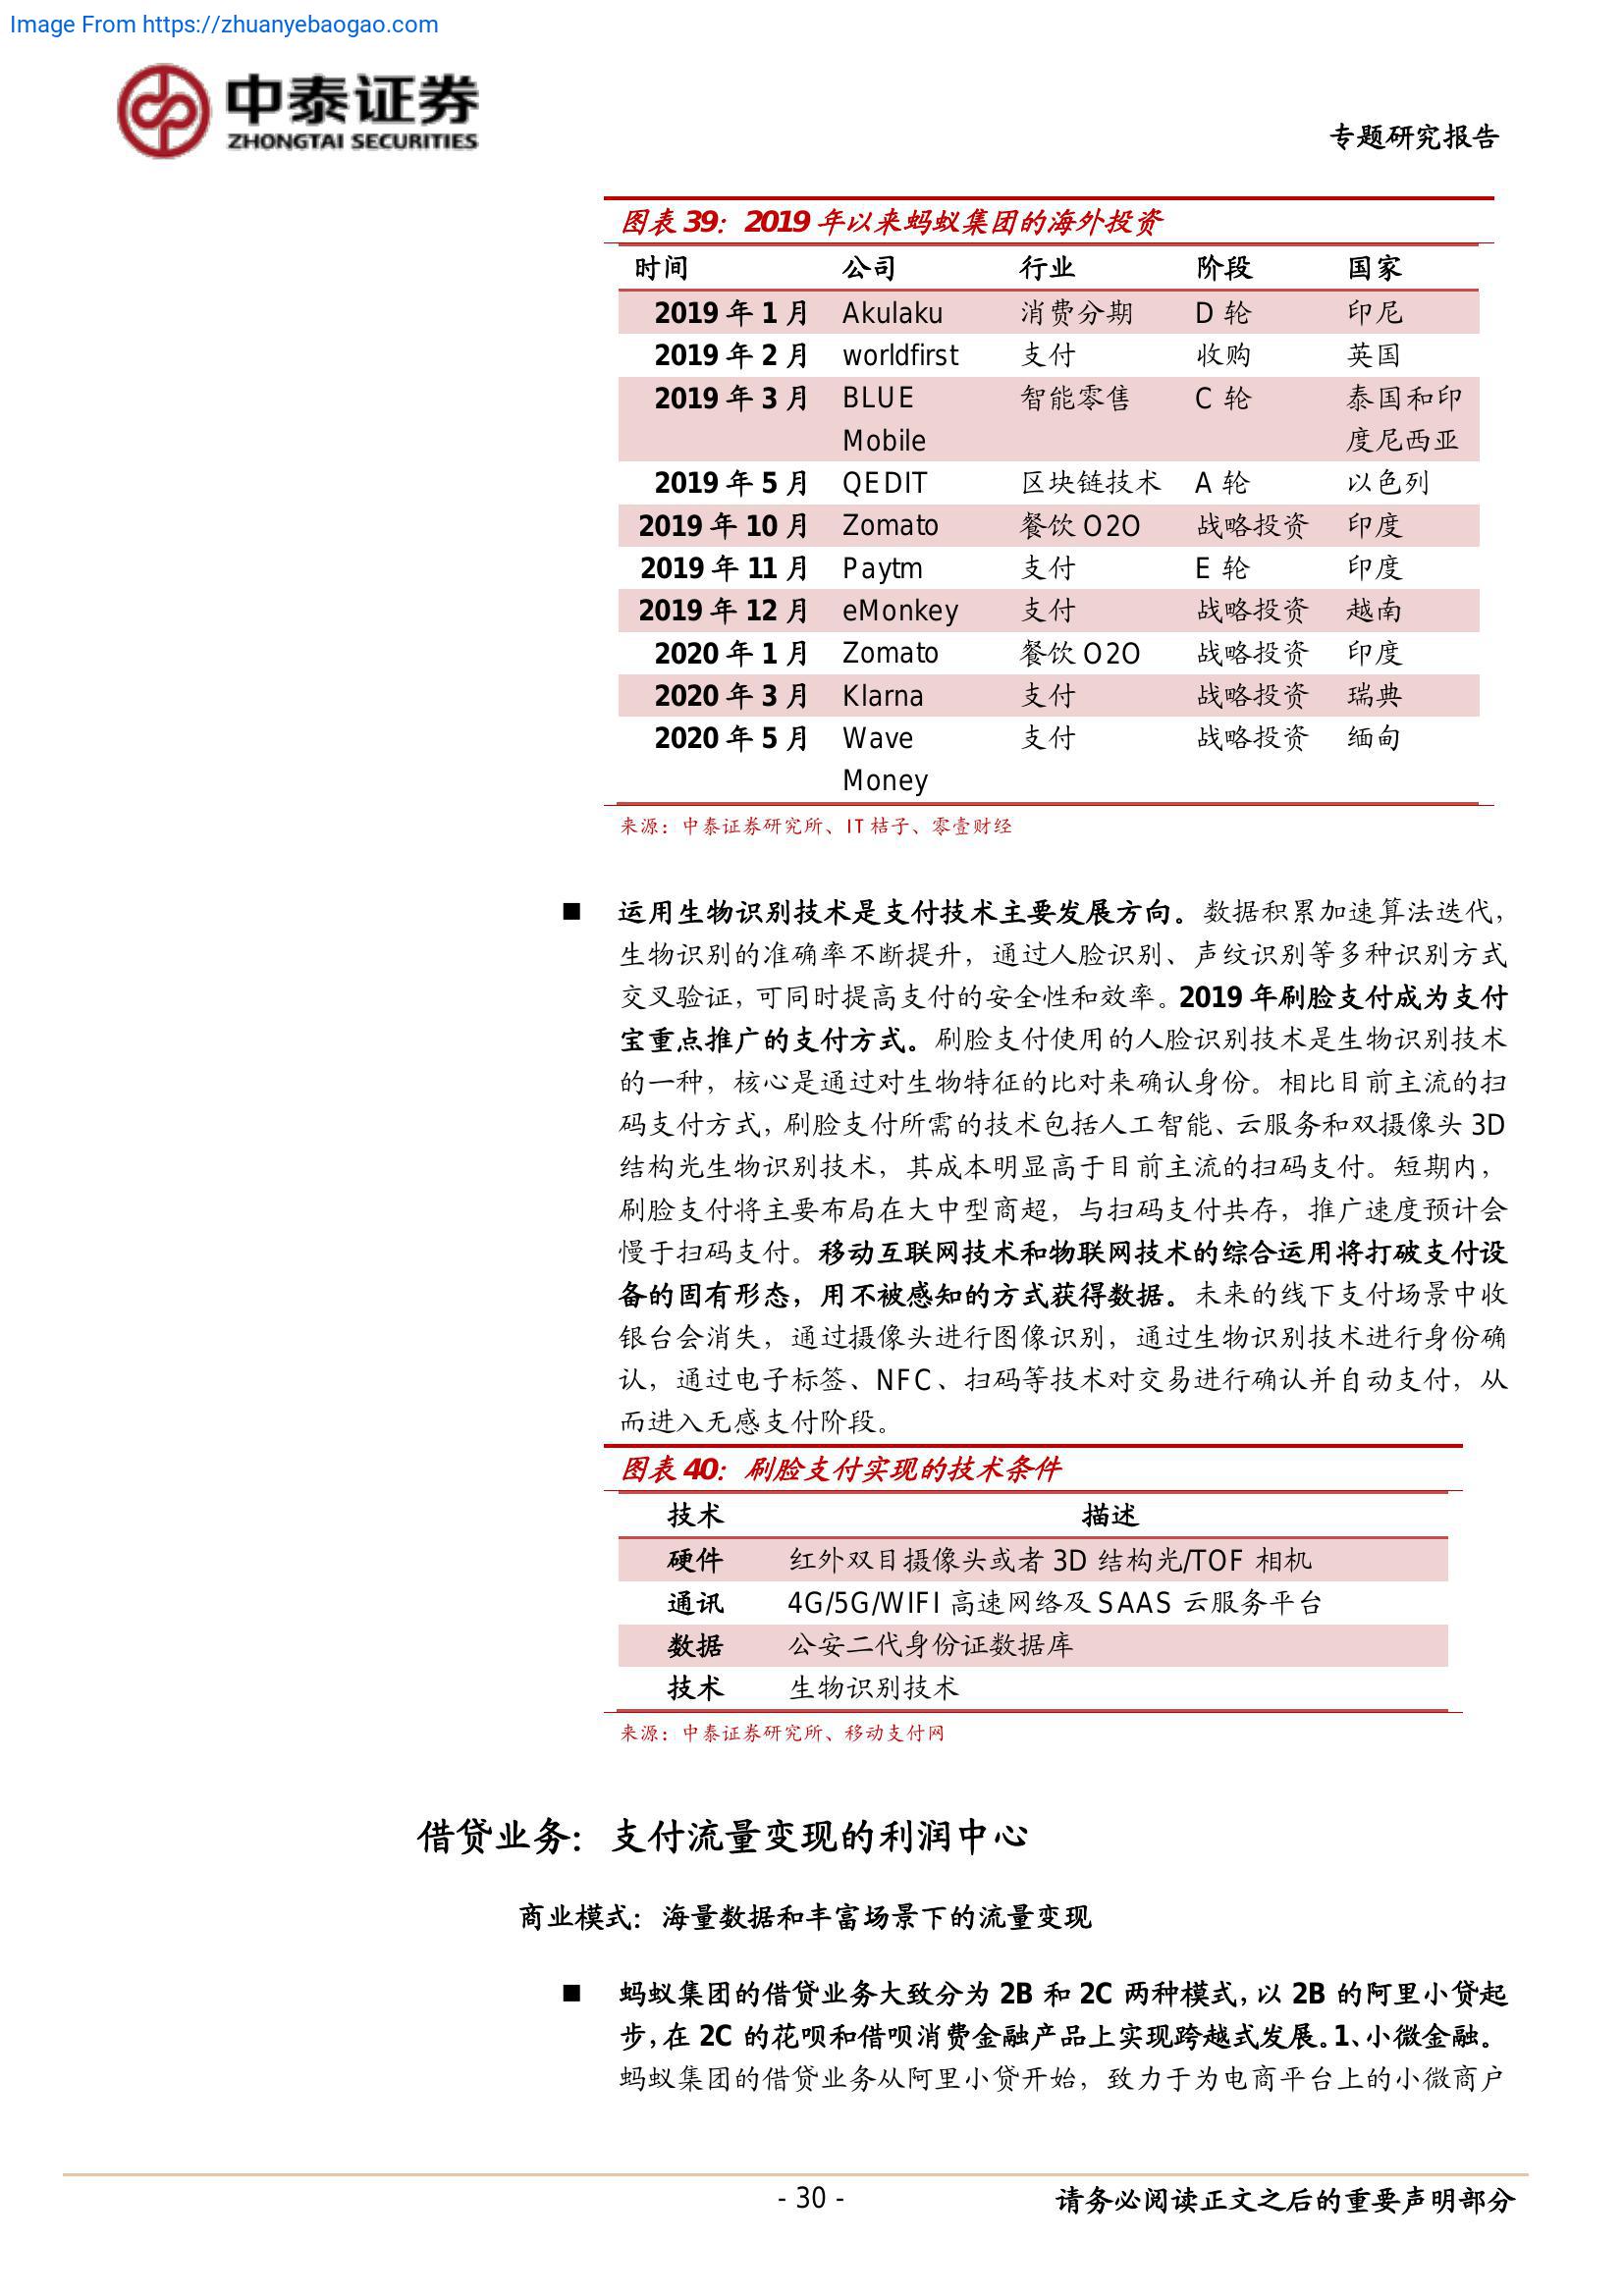 Image From https://zhuanyebaogao.com
中泰证券
ZHONGTAI SECURITIES
专题研究报告
图表 39：2019 年以来蚂蚁集团的海外投资
时间 公司 行业 阶段 国家
2019 年 1 月 Akulaku 消费分期 D 轮 印尼
2019 年 2 月 worldfirst 支付 收购 英国
2019 年 3 月 BLUE 智能零售 C 轮 泰国和印
Mobile 度尼西亚
2019 年 5 月 QEDIT 区块链技术 A 轮 以色列
2019 年 10 月 Zomato 餐饮 O2O 战略投资 印度
2019 年 11 月 Paytm 支付 E 轮 印度
2019 年 12 月 eMonkey 支付 战略投资 越南
2020 年 1 月 Zomato 餐饮 O2O 战略投资 印度
2020 年 3 月 Klarna 支付 战略投资 瑞典
2020 年 5 月 Wave 支付 战略投资 缅甸
Money
来源：中泰证券研究所、IT 桔子、零壹财经
■ 运用生物识别技术是支付技术主要发展方向。数据积累加速算法迭代，
生物识别的准确率不断提升，通过人脸识别、声纹识别等多种识别方式
交叉验证，可同时提高支付的安全性和效率。2019 年刷脸支付成为支付
宝重点推广的支付方式。刷脸支付使用的人脸识别技术是生物识别技术
的一种，核心是通过对生物特征的比对来确认身份。相比目前主流的扫
码支付方式，刷脸支付所需的技术包括人工智能、云服务和双摄像头 3D
结构光生物识别技术，其成本明显高于目前主流的扫码支付。短期内，
刷脸支付将主要布局在大中型商超，与扫码支付共存，推广速度预计会
慢于扫码支付。移动互联网技术和物联网技术的综合运用将打破支付设
备的固有形态，用不被感知的方式获得数据。未来的线下支付场景中收
银台会消失，通过摄像头进行图像识别，通过生物识别技术进行身份确
认，通过电子标签、NFC、扫码等技术对交易进行确认并自动支付，从
而进入无感支付阶段。
图表 40：刷脸支付实现的技术条件
技术 描述
硬件 红外双目摄像头或者 3D 结构光/TOF 相机
通讯 4G/5G/WIFI 高速网络及 SAAS 云服务平台
数据 公安二代身份证数据库
技术 生物识别技术
来源：中泰证券研究所、移动支付网
借贷业务：支付流量变现的利润中心
商业模式：海量数据和丰富场景下的流量变现
■ 蚂蚁集团的借贷业务大致分为 2B 和 2C 两种模式，以 2B 的阿里小贷起
步，在 2C 的花呗和借呗消费金融产品上实现跨越式发展。1、小微金融。
蚂蚁集团的借贷业务从阿里小贷开始，致力于为电商平台上的小微商户
- 30 - 请务必阅读正文之后的重要声明部分